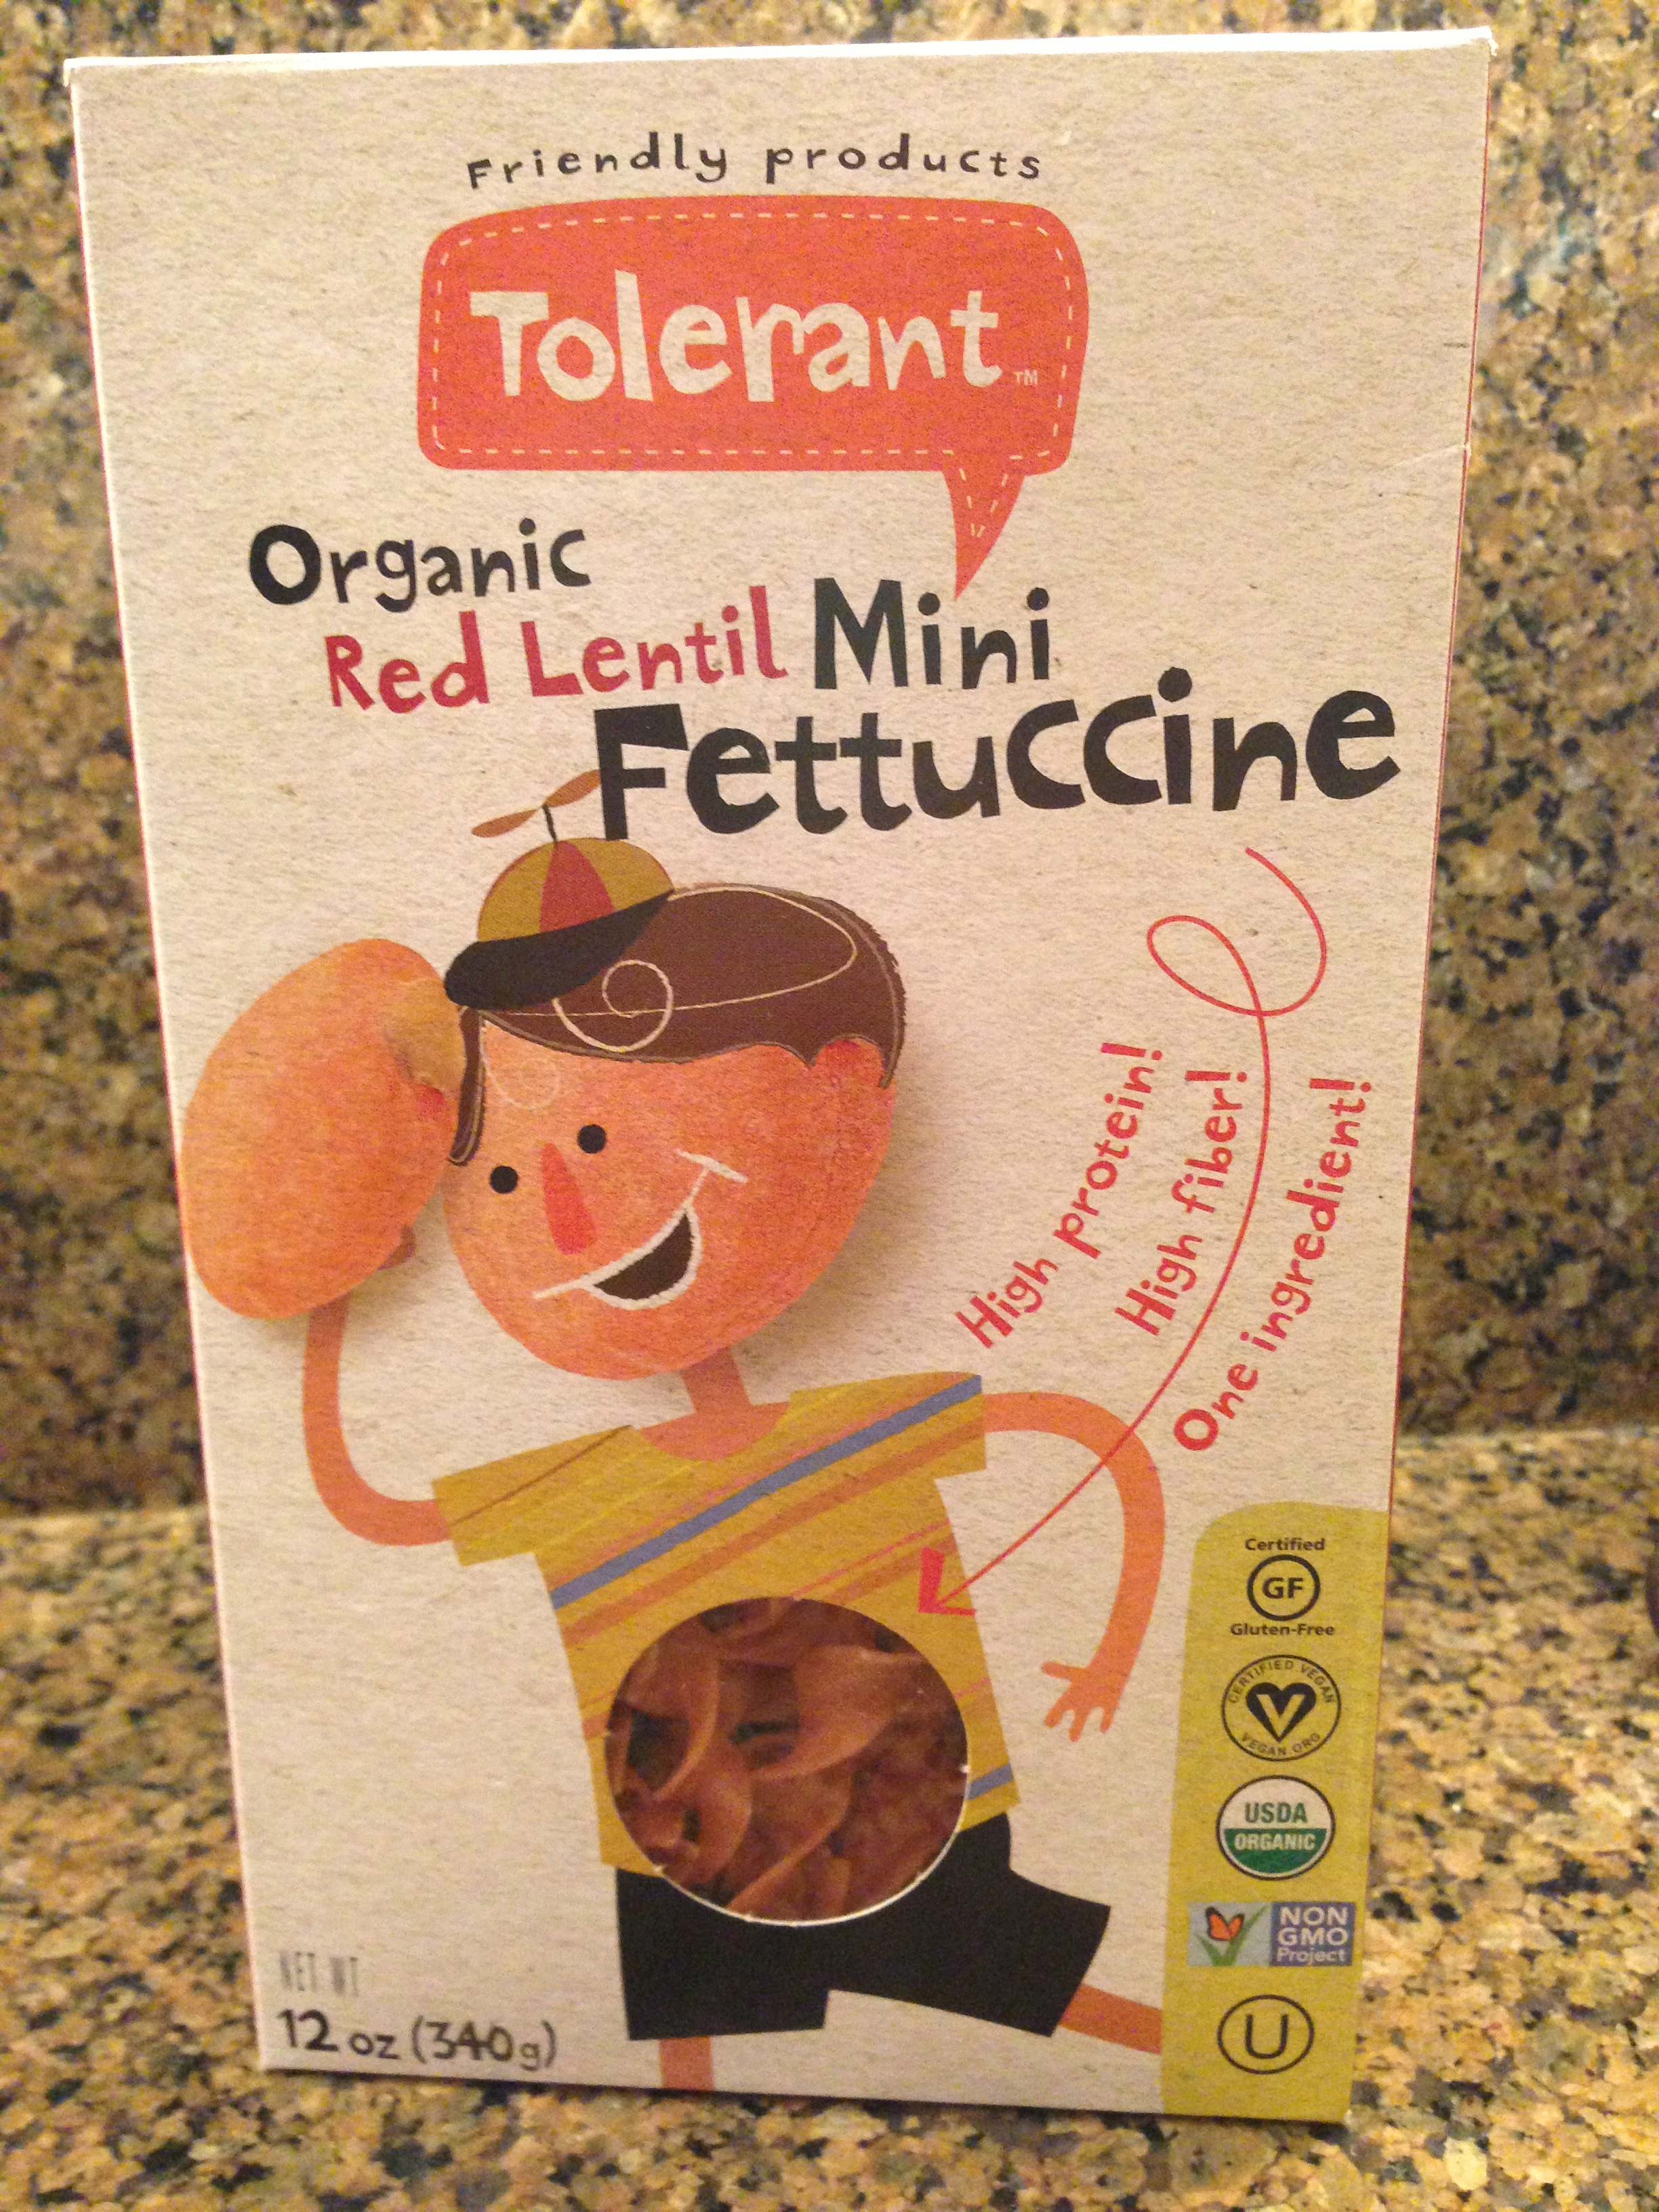 Friendly products
Tolerant™
Organic
Red Lentil Mini
Fettuccine
High protein!
High fiber!
One ingredient!
Certified
GF
Gluten-Free
CERTIFIED VEGAN
V
VEGAN.ORG
USDA
ORGANIC
NON
GMO
Project
U
NET WT
12 oz (340g)